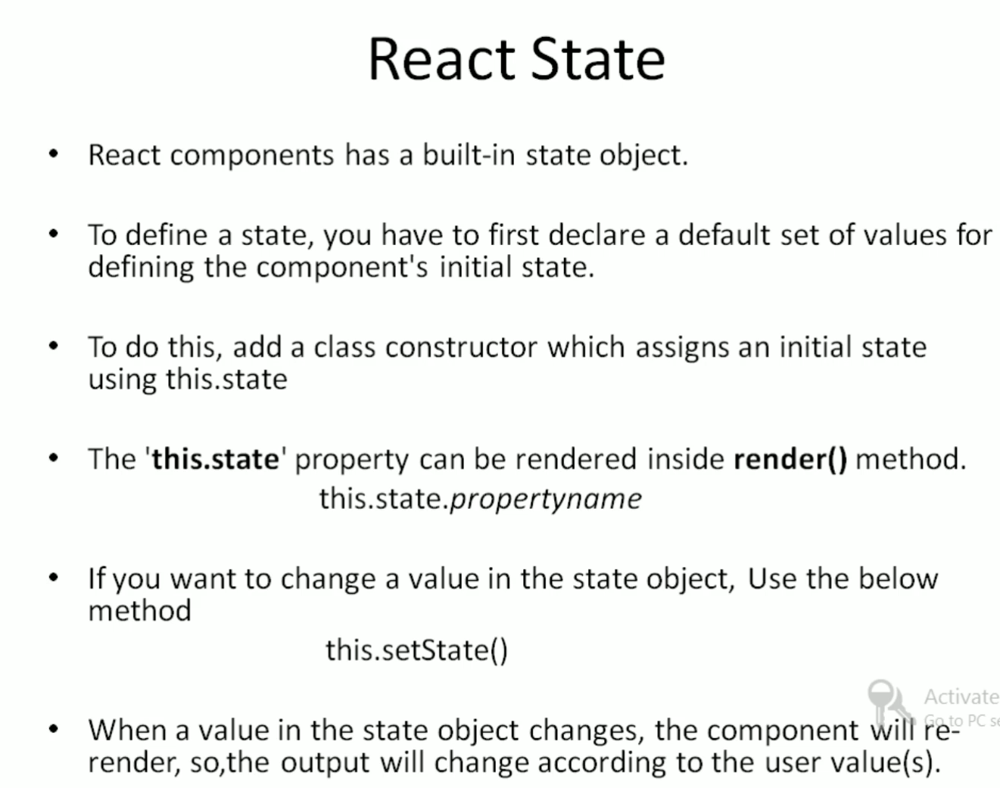 React State
• React components has a built-in state object.
• To define a state, you have to first declare a default set of values for
defining the component's initial state.
• To do this, add a class constructor which assigns an initial state
using this.state
• The 'this.state' property can be rendered inside render() method.
this.state.propertyname
• If you want to change a value in the state object, Use the below
method
this.setState()
Activate
Go to PC se
• When a value in the state object changes, the component will re-
render, so,the output will change according to the user value(s).